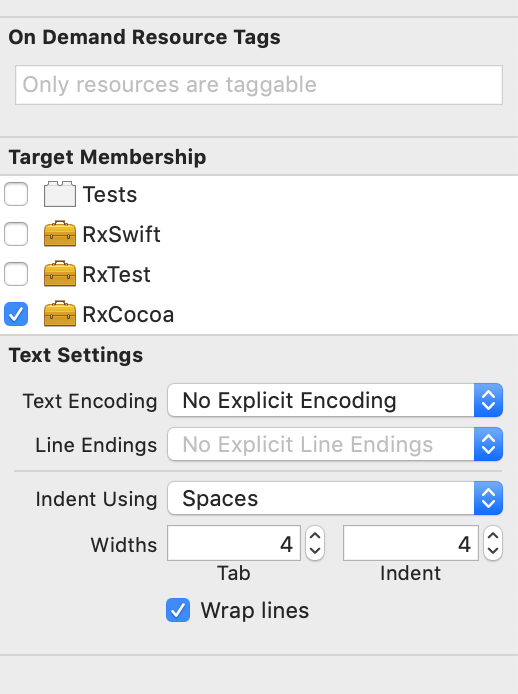 On Demand Resource Tags
Only resources are taggable
Target Membership
Tests
RxSwift
RxTest
RxCocoa
Text Settings
Text Encoding No Explicit Encoding
Line Endings No Explicit Line Endings
Indent Using Spaces
Widths 4 4
Tab Indent
Wrap lines